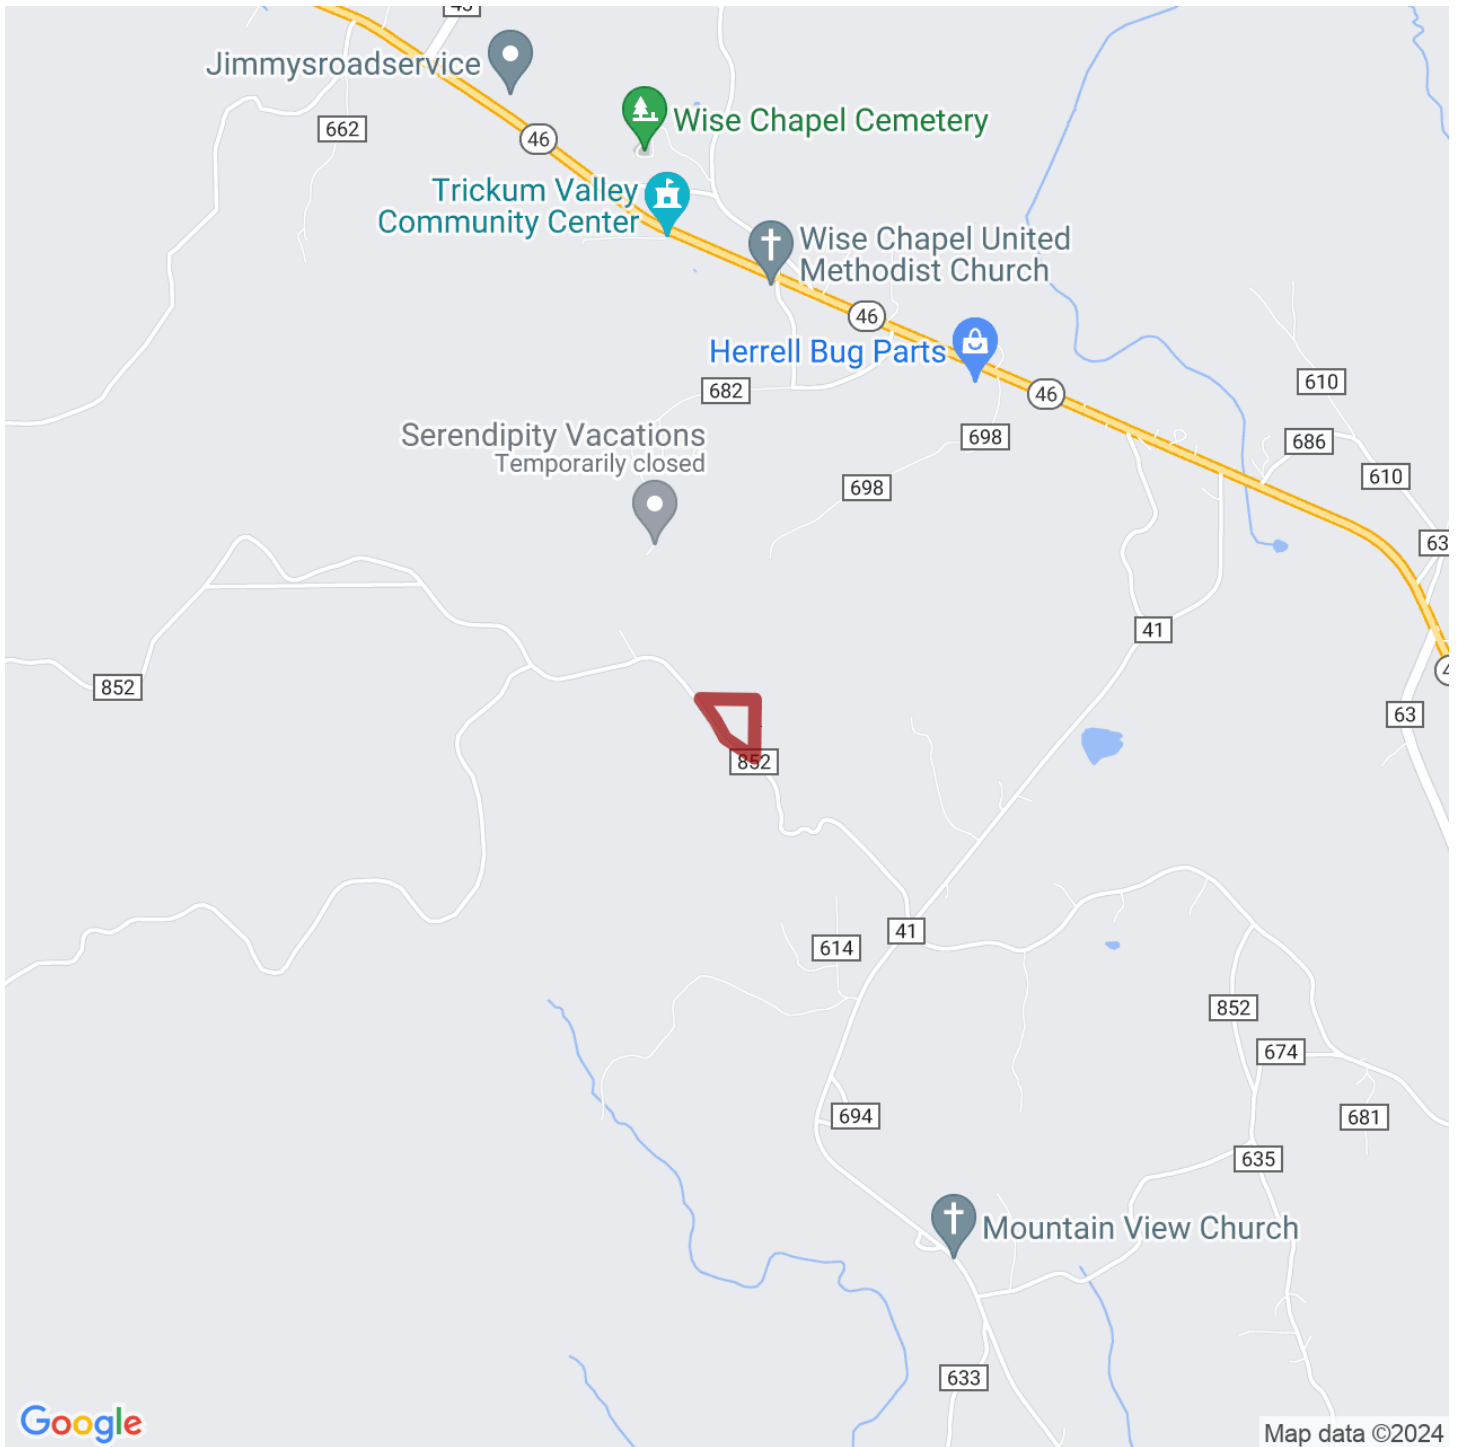 Jimmysroadservice
662
46
Wise Chapel Cemetery
Trickum Valley
Community Center
Wise Chapel United
Methodist Church
46
Herrell Bug Parts
46
610
682
698
686
Serendipity Vacations
Temporarily closed
610
698
63
41
852
63
852
41
614
852
674
694
681
635
Mountain View Church
633
Google
Map data ©2024